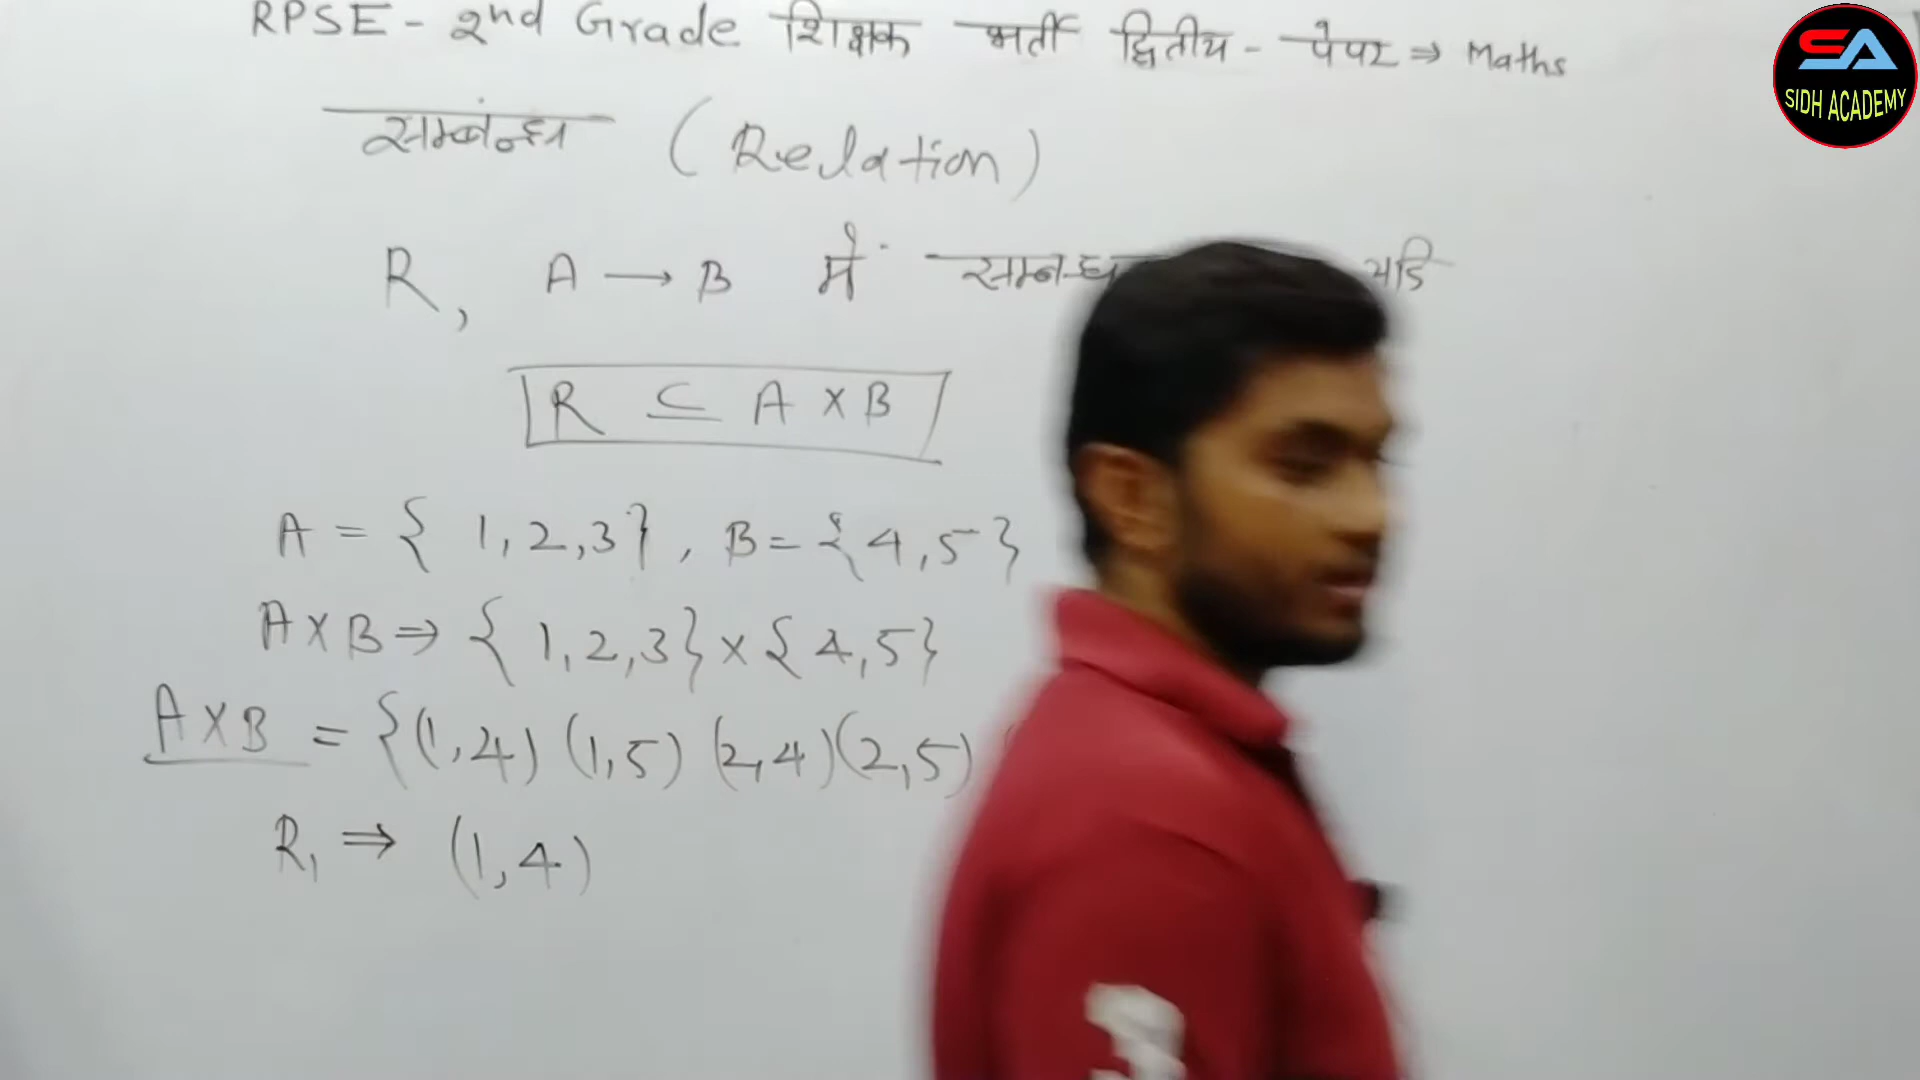 RPSE - 2nd Grade शिक्षक भर्ती द्वितीय - पेपर ⇒ Maths
SA
SIDH ACADEMY
सम्बंन्ध (Relation)
R, A → B में सम्बन्ध यदि
R ⊆ A × B
A = { 1, 2, 3 } , B = { 4, 5 }
A × B ⇒ { 1, 2, 3 } × { 4, 5 }
A × B = { (1, 4) (1, 5) (2, 4) (2, 5)
R₁ ⇒ (1, 4)